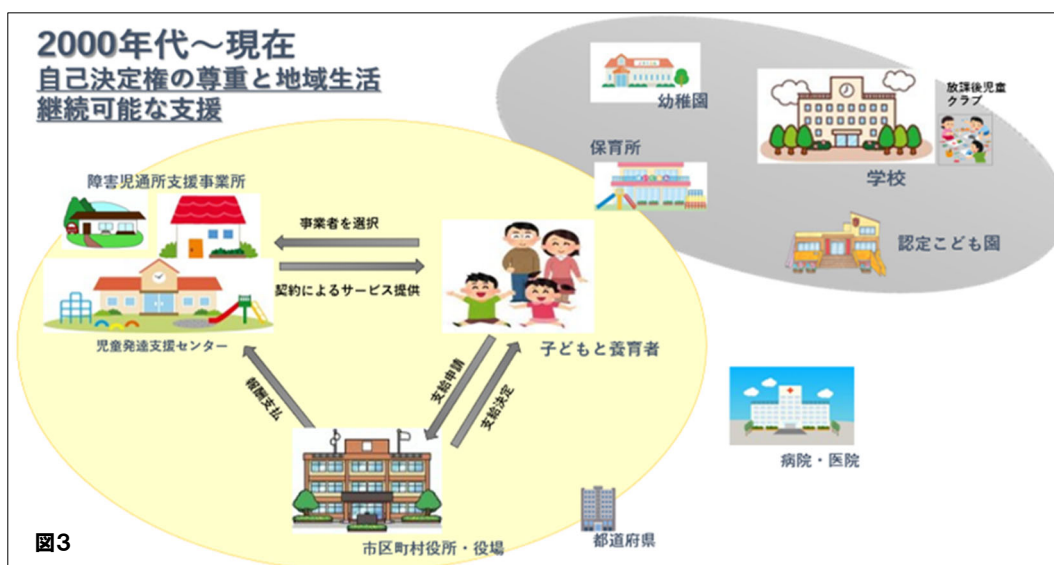 2000年代～現在
自己決定権の尊重と地域生活
継続可能な支援
幼稚園
放課後児童
クラブ
保育所
学校
障害児通所支援事業所
認定こども園
事業者を選択
契約によるサービス提供
児童発達支援センター
子どもと養育者
報酬支払
支給申請
支給決定
病院・医院
市区町村役所・役場
都道府県
図3